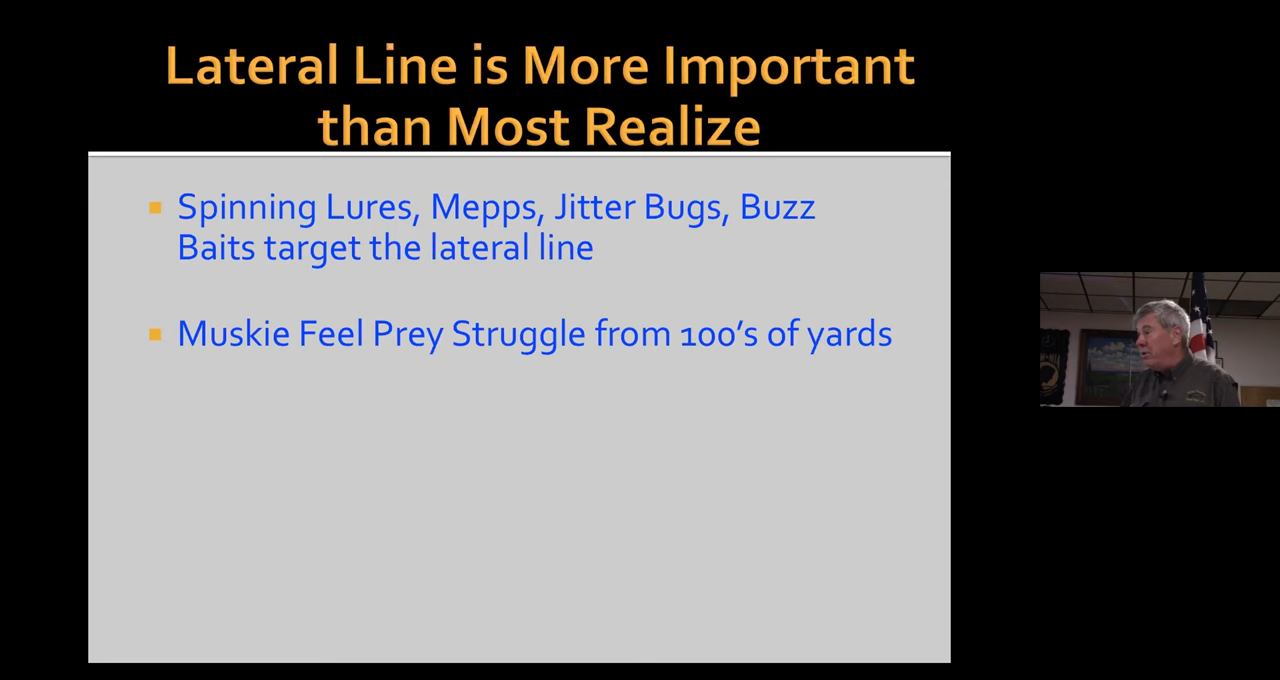 Lateral Line is More Important
than Most Realize
Spinning Lures, Mepps, Jitter Bugs, Buzz
Baits target the lateral line
Muskie Feel Prey Struggle from 100’s of yards